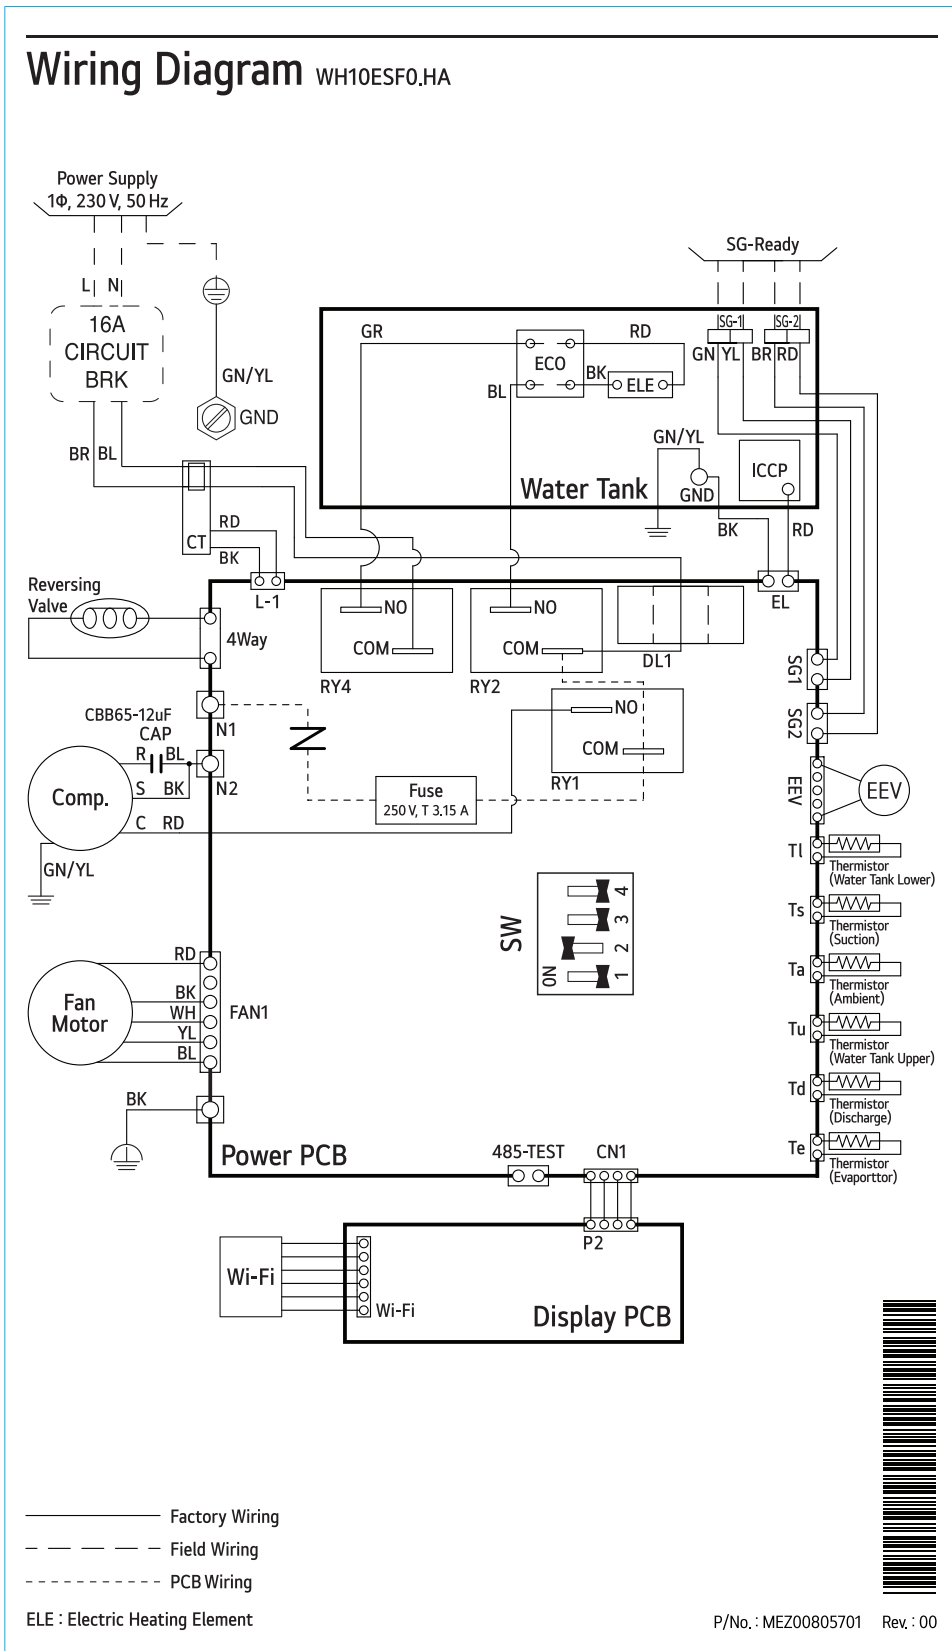 Wiring Diagram WH10ESF0.HA
Power Supply
1Φ, 230 V, 50 Hz
L N
16A
CIRCUIT
BRK
GN/YL
GND
BR BL
SG-Ready
SG-1 SG-2
GN YL BR RD
GR
ECO
RD
BK
ELE
BL
GN/YL
GND
ICCP
Water Tank
BK
RD
CT
RD
BK
L-1
EL
Reversing
Valve
4Way
NO
COM
RY4
NO
COM
RY2
DL1
NO
COM
RY1
SG1
SG2
N1
CBB65-12uF
CAP
R BL
N2
S BK
Comp.
C RD
GN/YL
Fuse
250 V, T 3.15 A
EEV
EEV
Tl
Thermistor
(Water Tank Lower)
Ts
Thermistor
(Suction)
Ta
Thermistor
(Ambient)
Tu
Thermistor
(Water Tank Upper)
Td
Thermistor
(Discharge)
Te
Thermistor
(Evaporttor)
SW
ON
1 2 3 4
Fan
Motor
RD
BK
WH
YL
BL
FAN1
BK
Power PCB
485-TEST
CN1
P2
Wi-Fi
Wi-Fi
Display PCB
Factory Wiring
Field Wiring
PCB Wiring
ELE : Electric Heating Element
P/No. : MEZ00805701 Rev. : 00